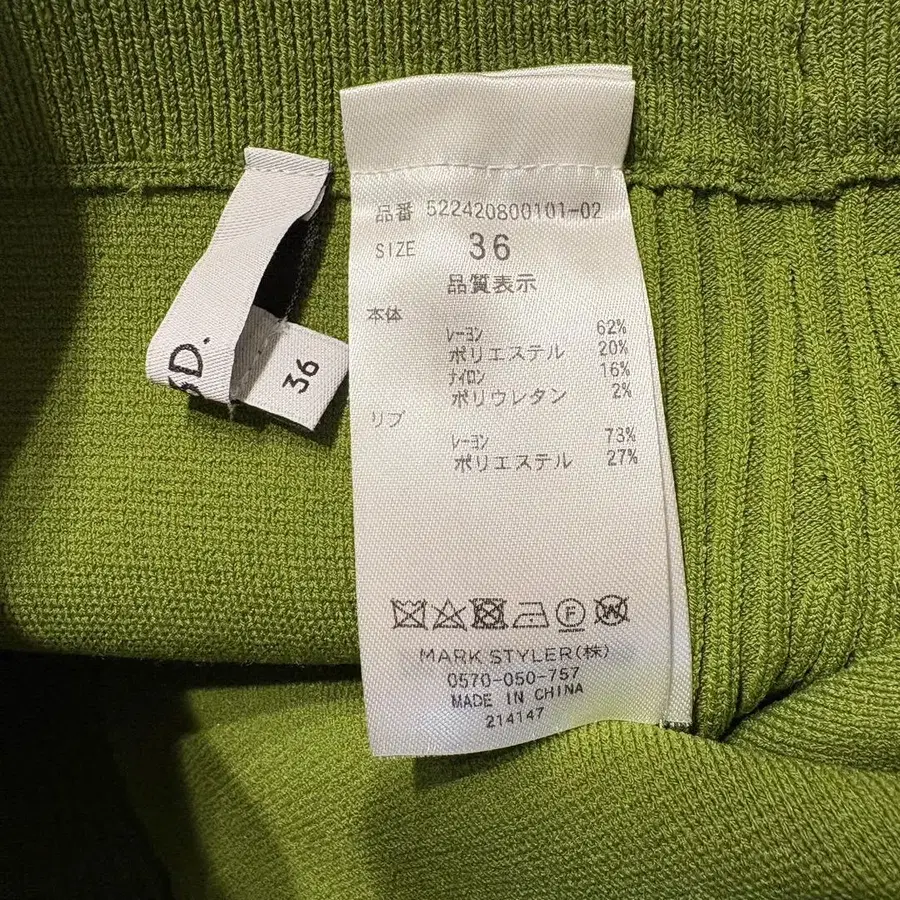 品番 522420800101-02
SIZE 36
品質表示
本体
レーヨン 62%
ポリエステル 20%
ナイロン 16%
ポリウレタン 2%
リブ
レーヨン 73%
ポリエステル 27%
F
W
MARK STYLER(株)
0570-050-757
MADE IN CHINA
214147
D.
36